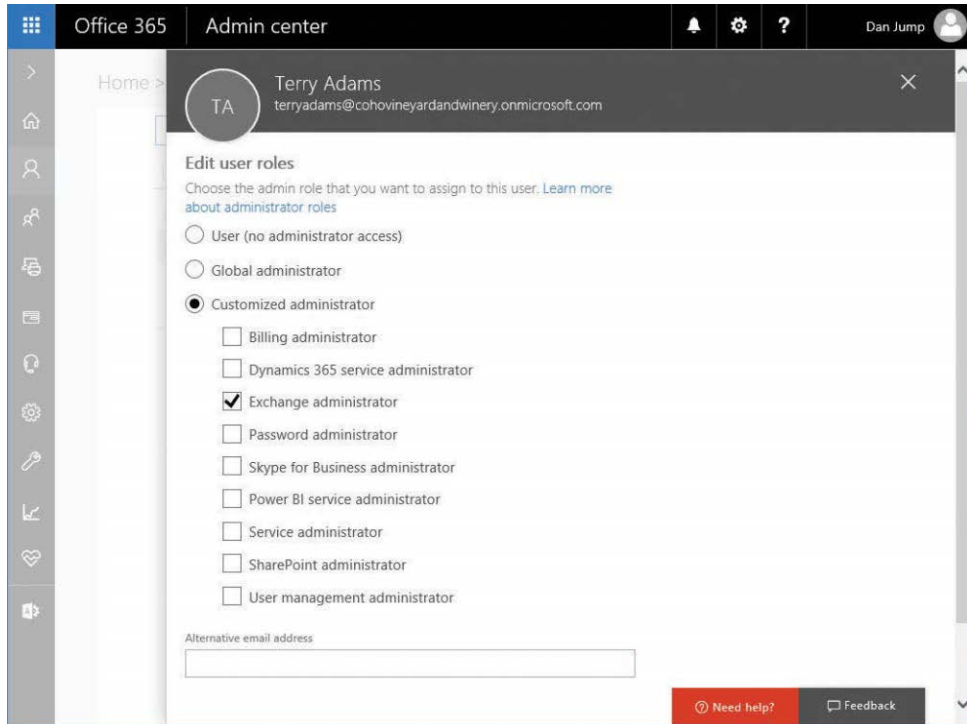 Office 365
Admin center
?
Dan Jump
Home >
TA
Terry Adams
terryadams@cohovineyardandwinery.onmicrosoft.com
Edit user roles
Choose the admin role that you want to assign to this user. Learn more
about administrator roles
User (no administrator access)
Global administrator
Customized administrator
Billing administrator
Dynamics 365 service administrator
Exchange administrator
Password administrator
Skype for Business administrator
Power BI service administrator
Service administrator
SharePoint administrator
User management administrator
Alternative email address
Need help?
Feedback